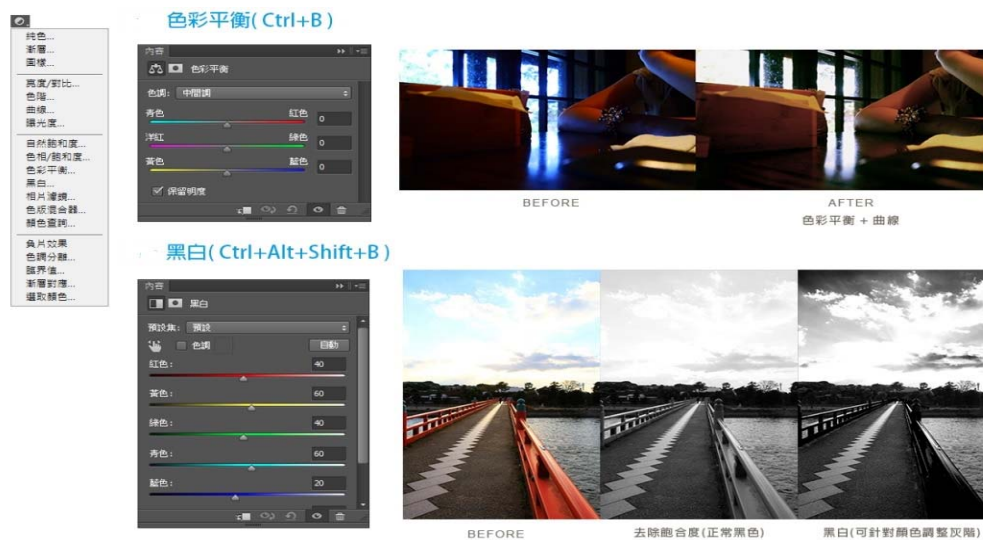 色彩平衡( Ctrl+B )
純色...
漸層...
圖樣...
亮度/對比...
色階...
曲線...
曝光度...
自然飽和度...
色相/飽和度...
色彩平衡...
黑白...
相片濾鏡...
色版混合器...
顏色查詢...
負片效果
色調分離...
臨界值...
漸層對應...
選取顏色...
內容
色彩平衡
色調: 中間調
青色 紅色 0
洋紅 綠色 0
黃色 藍色 0
保留明度
BEFORE
AFTER
色彩平衡 + 曲線
黑白( Ctrl+Alt+Shift+B )
內容
黑白
預設集: 預設
色調 自動
紅色: 40
黃色: 60
綠色: 40
青色: 60
藍色: 20
BEFORE
去除飽合度(正常黑色)
黑白(可針對顏色調整灰階)